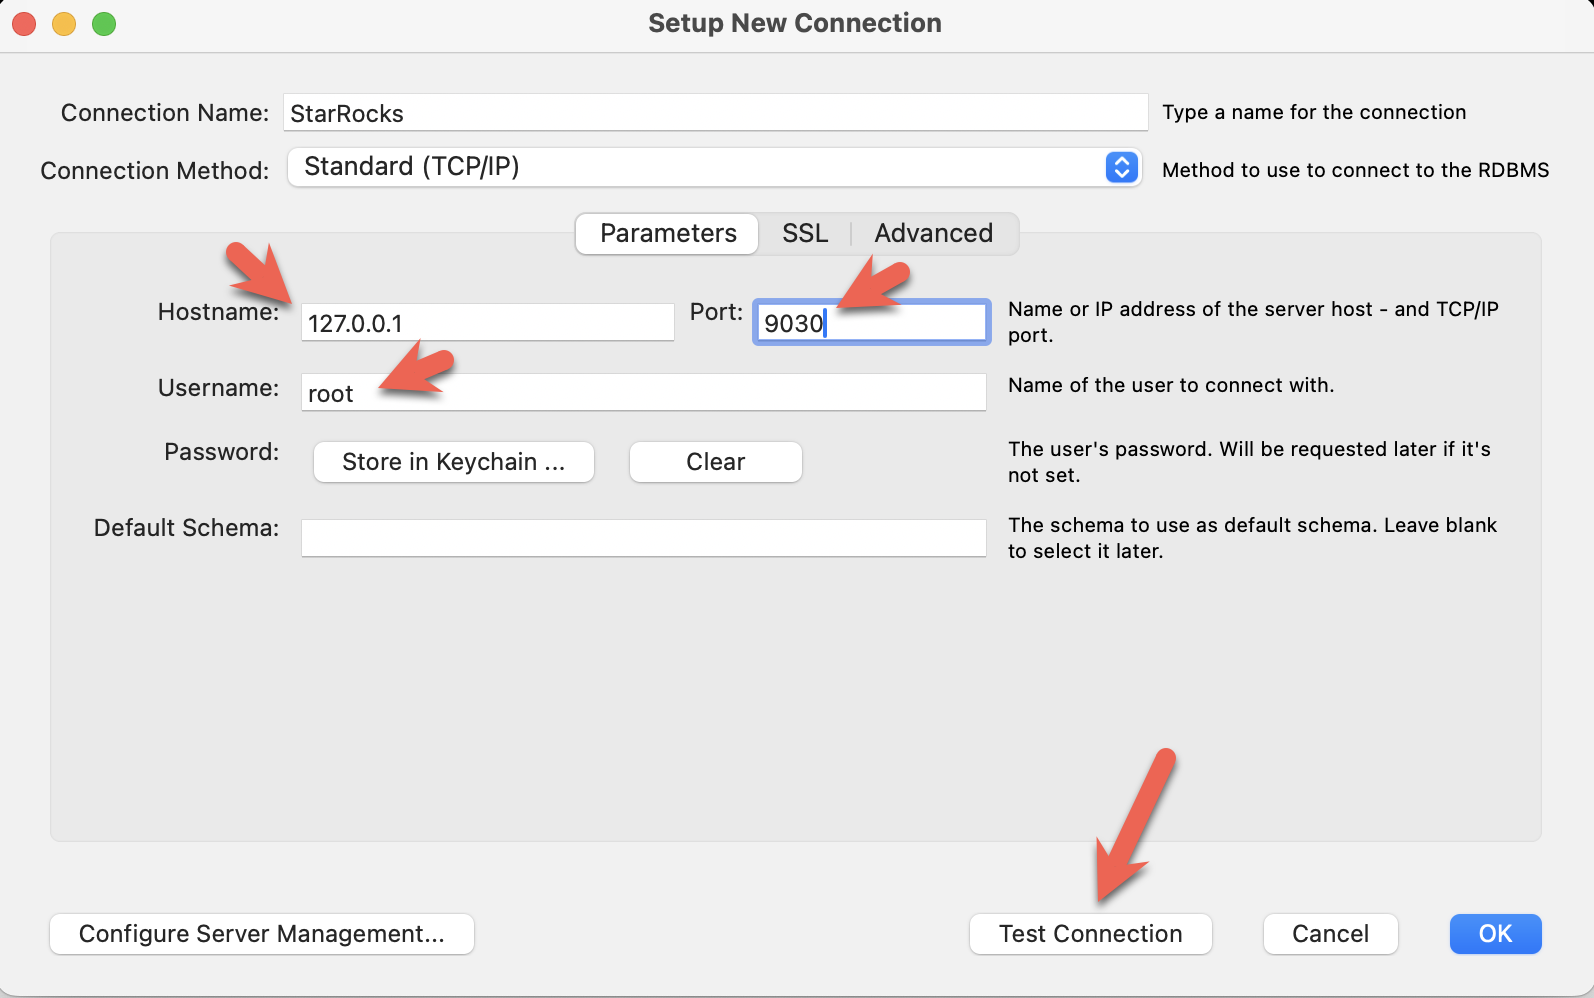 Setup New Connection
Connection Name: StarRocks Type a name for the connection
Connection Method: Standard (TCP/IP) Method to use to connect to the RDBMS
Parameters SSL Advanced
Hostname: 127.0.0.1 Port: 9030 Name or IP address of the server host - and TCP/IP
port.
Username: root Name of the user to connect with.
Password: Store in Keychain ... Clear The user's password. Will be requested later if it's
not set.
Default Schema: The schema to use as default schema. Leave blank
to select it later.
Configure Server Management... Test Connection Cancel OK